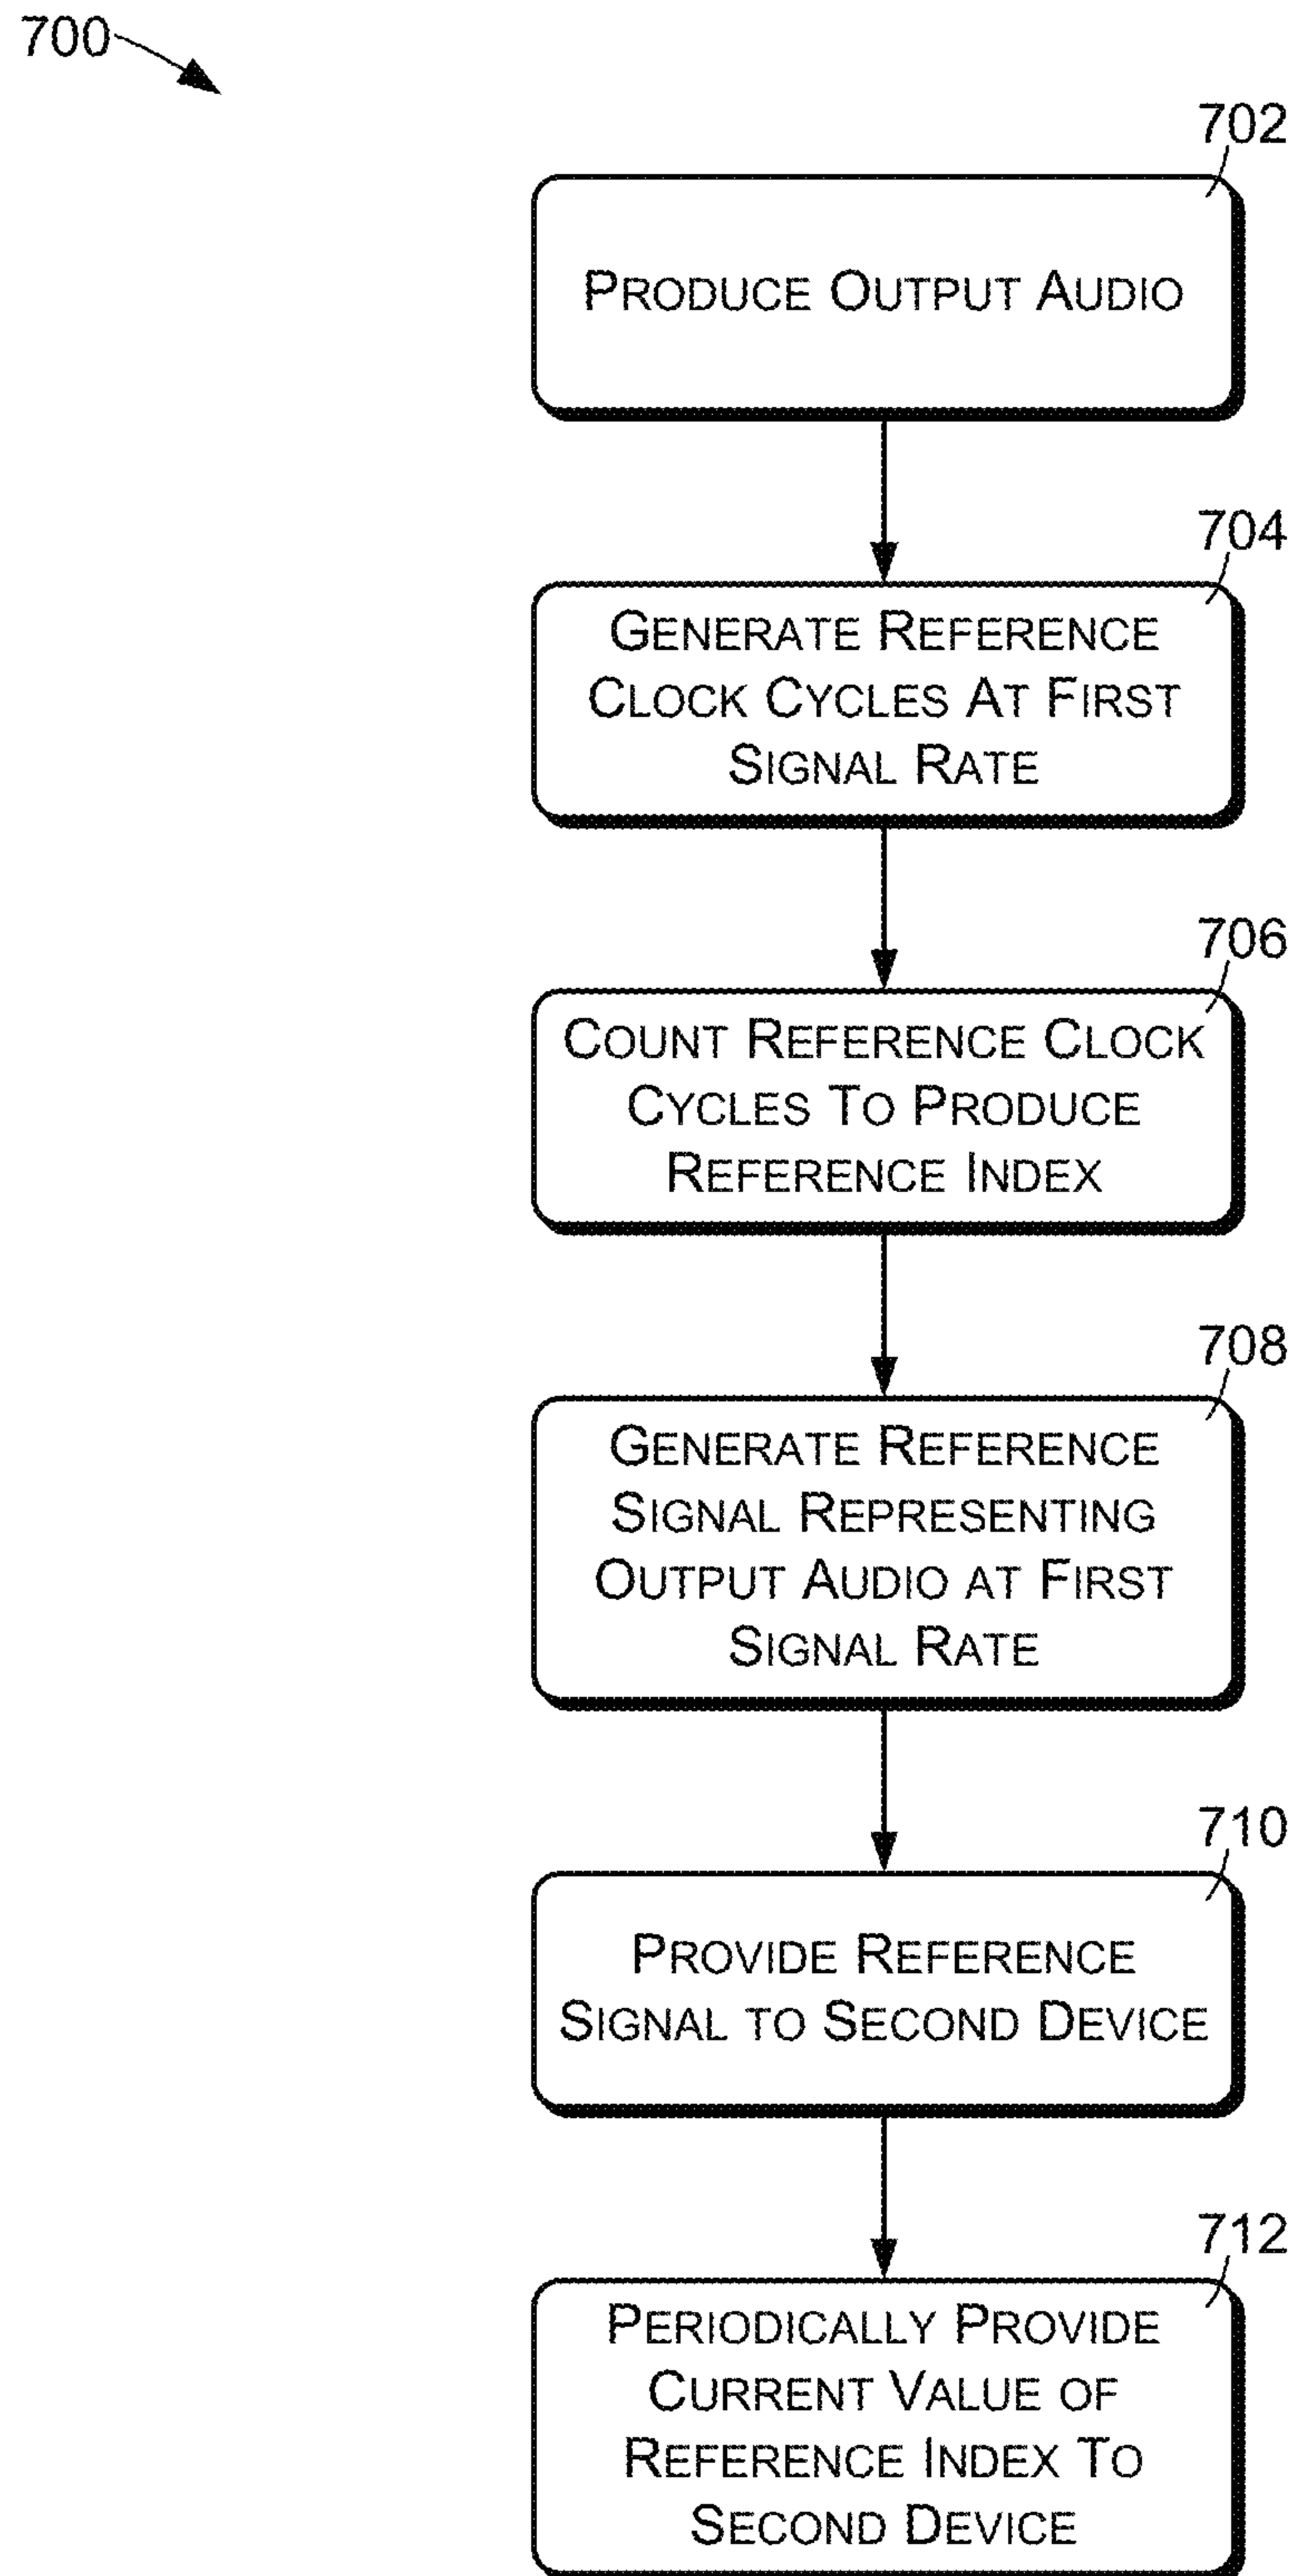 700
702
PRODUCE OUTPUT AUDIO
704
GENERATE REFERENCE
CLOCK CYCLES AT FIRST
SIGNAL RATE
706
COUNT REFERENCE CLOCK
CYCLES TO PRODUCE
REFERENCE INDEX
708
GENERATE REFERENCE
SIGNAL REPRESENTING
OUTPUT AUDIO AT FIRST
SIGNAL RATE
710
PROVIDE REFERENCE
SIGNAL TO SECOND DEVICE
712
PERIODICALLY PROVIDE
CURRENT VALUE OF
REFERENCE INDEX TO
SECOND DEVICE